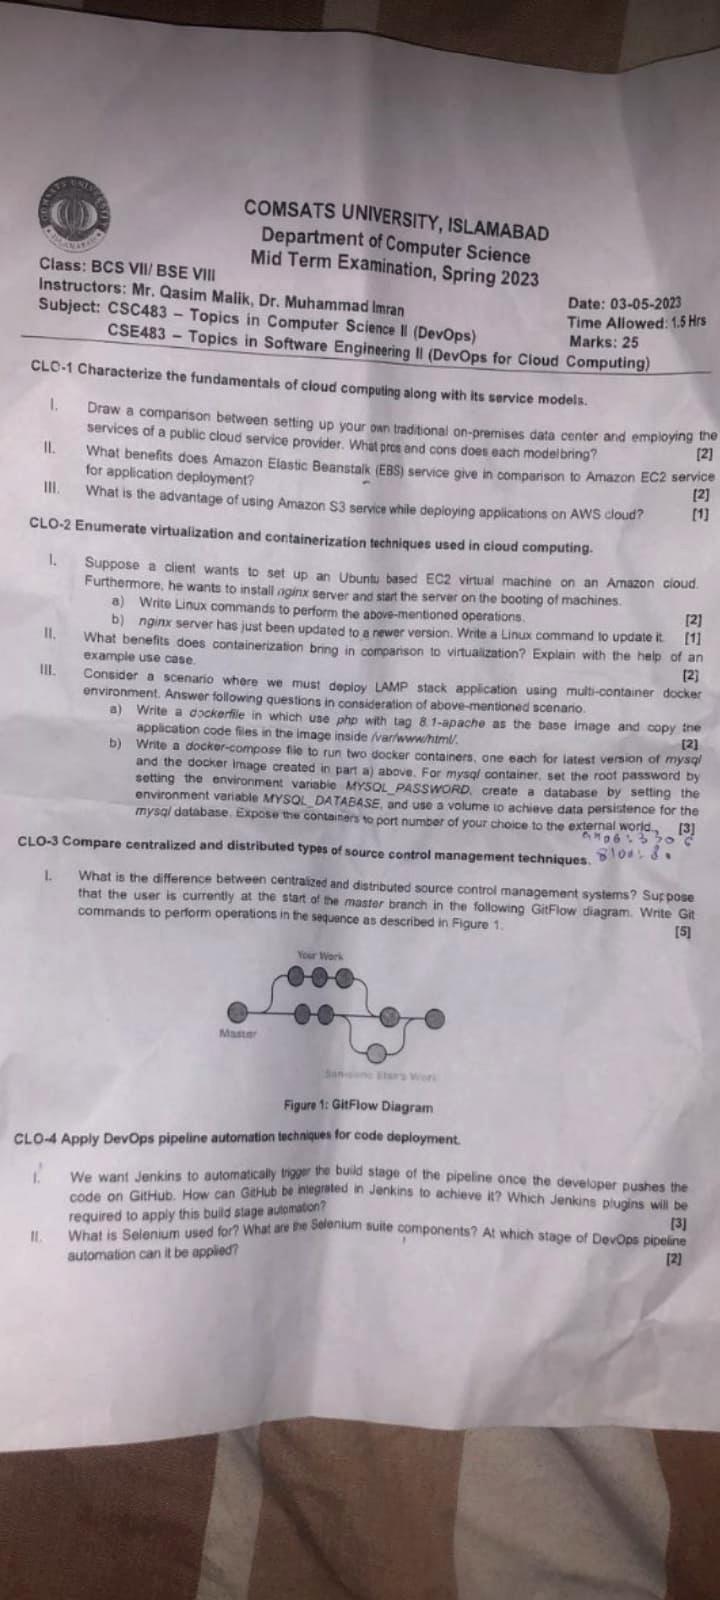 COMSATS UNIVERSITY, ISLAMABAD
Department of Computer Science
Mid Term Examination, Spring 2023
Class: BCS VII/ BSE VIII
Instructors: Mr. Qasim Malik, Dr. Muhammad Imran
Subject: CSC483 – Topics in Computer Science II (DevOps)
CSE483 – Topics in Software Engineering II (DevOps for Cloud Computing)
Date: 03-05-2023
Time Allowed: 1.5 Hrs
Marks: 25
CLO-1 Characterize the fundamentals of cloud computing along with its service models.
I. Draw a comparison between setting up your own traditional on-premises data center and employing the
services of a public cloud service provider. What pros and cons does each model bring? [2]
II. What benefits does Amazon Elastic Beanstalk (EBS) service give in comparison to Amazon EC2 service
for application deployment? [2]
III. What is the advantage of using Amazon S3 service while deploying applications on AWS cloud? [1]
CLO-2 Enumerate virtualization and containerization techniques used in cloud computing.
I. Suppose a client wants to set up an Ubuntu based EC2 virtual machine on an Amazon cloud.
Furthermore, he wants to install nginx server and start the server on the booting of machines.
a) Write Linux commands to perform the above-mentioned operations. [2]
b) nginx server has just been updated to a newer version. Write a Linux command to update it. [1]
II. What benefits does containerization bring in comparison to virtualization? Explain with the help of an
example use case. [2]
III. Consider a scenario where we must deploy LAMP stack application using multi-container docker
environment. Answer following questions in consideration of above-mentioned scenario.
a) Write a dockerfile in which use php with tag 8.1-apache as the base image and copy the
application code files in the image inside /var/www/html/. [2]
b) Write a docker-compose file to run two docker containers, one each for latest version of mysql
and the docker image created in part a) above. For mysql container, set the root password by
setting the environment variable MYSQL_PASSWORD, create a database by setting the
environment variable MYSQL_DATABASE, and use a volume to achieve data persistence for the
mysql database. Expose the containers to port number of your choice to the external world. [3]
CLO-3 Compare centralized and distributed types of source control management techniques.
I. What is the difference between centralized and distributed source control management systems? Suppose
that the user is currently at the start of the master branch in the following GitFlow diagram. Write Git
commands to perform operations in the sequence as described in Figure 1. [5]
Your Work
Master
Someone Else's Work
Figure 1: GitFlow Diagram
CLO-4 Apply DevOps pipeline automation techniques for code deployment.
I. We want Jenkins to automatically trigger the build stage of the pipeline once the developer pushes the
code on GitHub. How can GitHub be integrated in Jenkins to achieve it? Which Jenkins plugins will be
required to apply this build stage automation? [3]
II. What is Selenium used for? What are the Selenium suite components? At which stage of DevOps pipeline
automation can it be applied? [2]